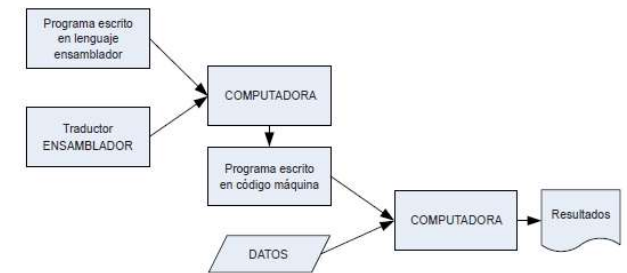 Programa escrito
en lenguaje
ensamblador
Traductor
ENSAMBLADOR
COMPUTADORA
Programa escrito
en código máquina
DATOS
COMPUTADORA
Resultados